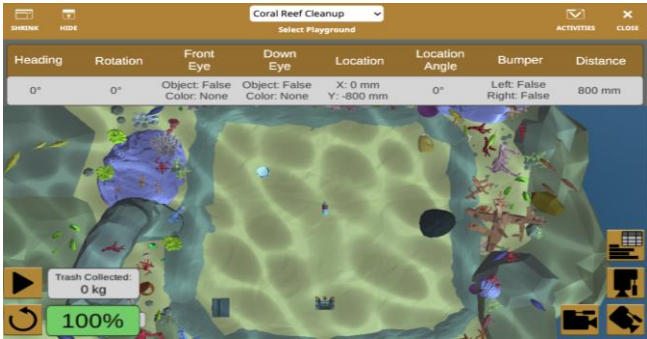 Coral Reef Cleanup
SHRINK HIDE Select Playground ACTIVITIES CLOSE
Heading Rotation Front Eye Down Eye Location Location Angle Bumper Distance
0° 0° Object: False Object: False X: 0 mm 0° Left: False 800 mm
Color: None Color: None Y: -800 mm Right: False
Trash Collected:
0 kg
100%